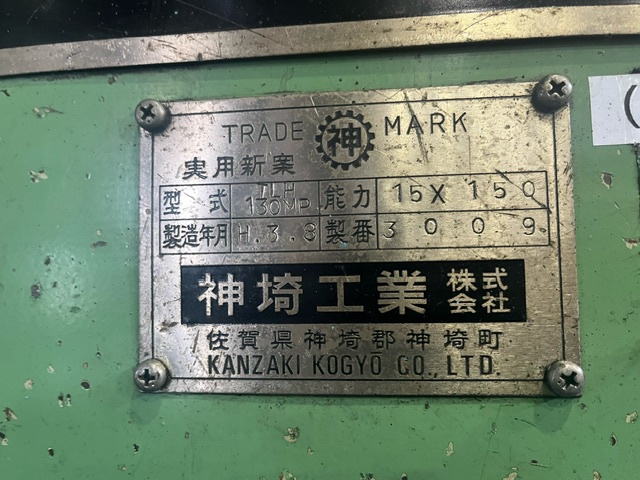 TRADE 神 MARK
実用新案
型式 TLH 130MP 能力 15X 150
製造年月 H.3.8 製番 3009
神埼工業 株式会社
佐賀県神埼郡神埼町
KANZAKI KOGYŌ CO., LTD.
(